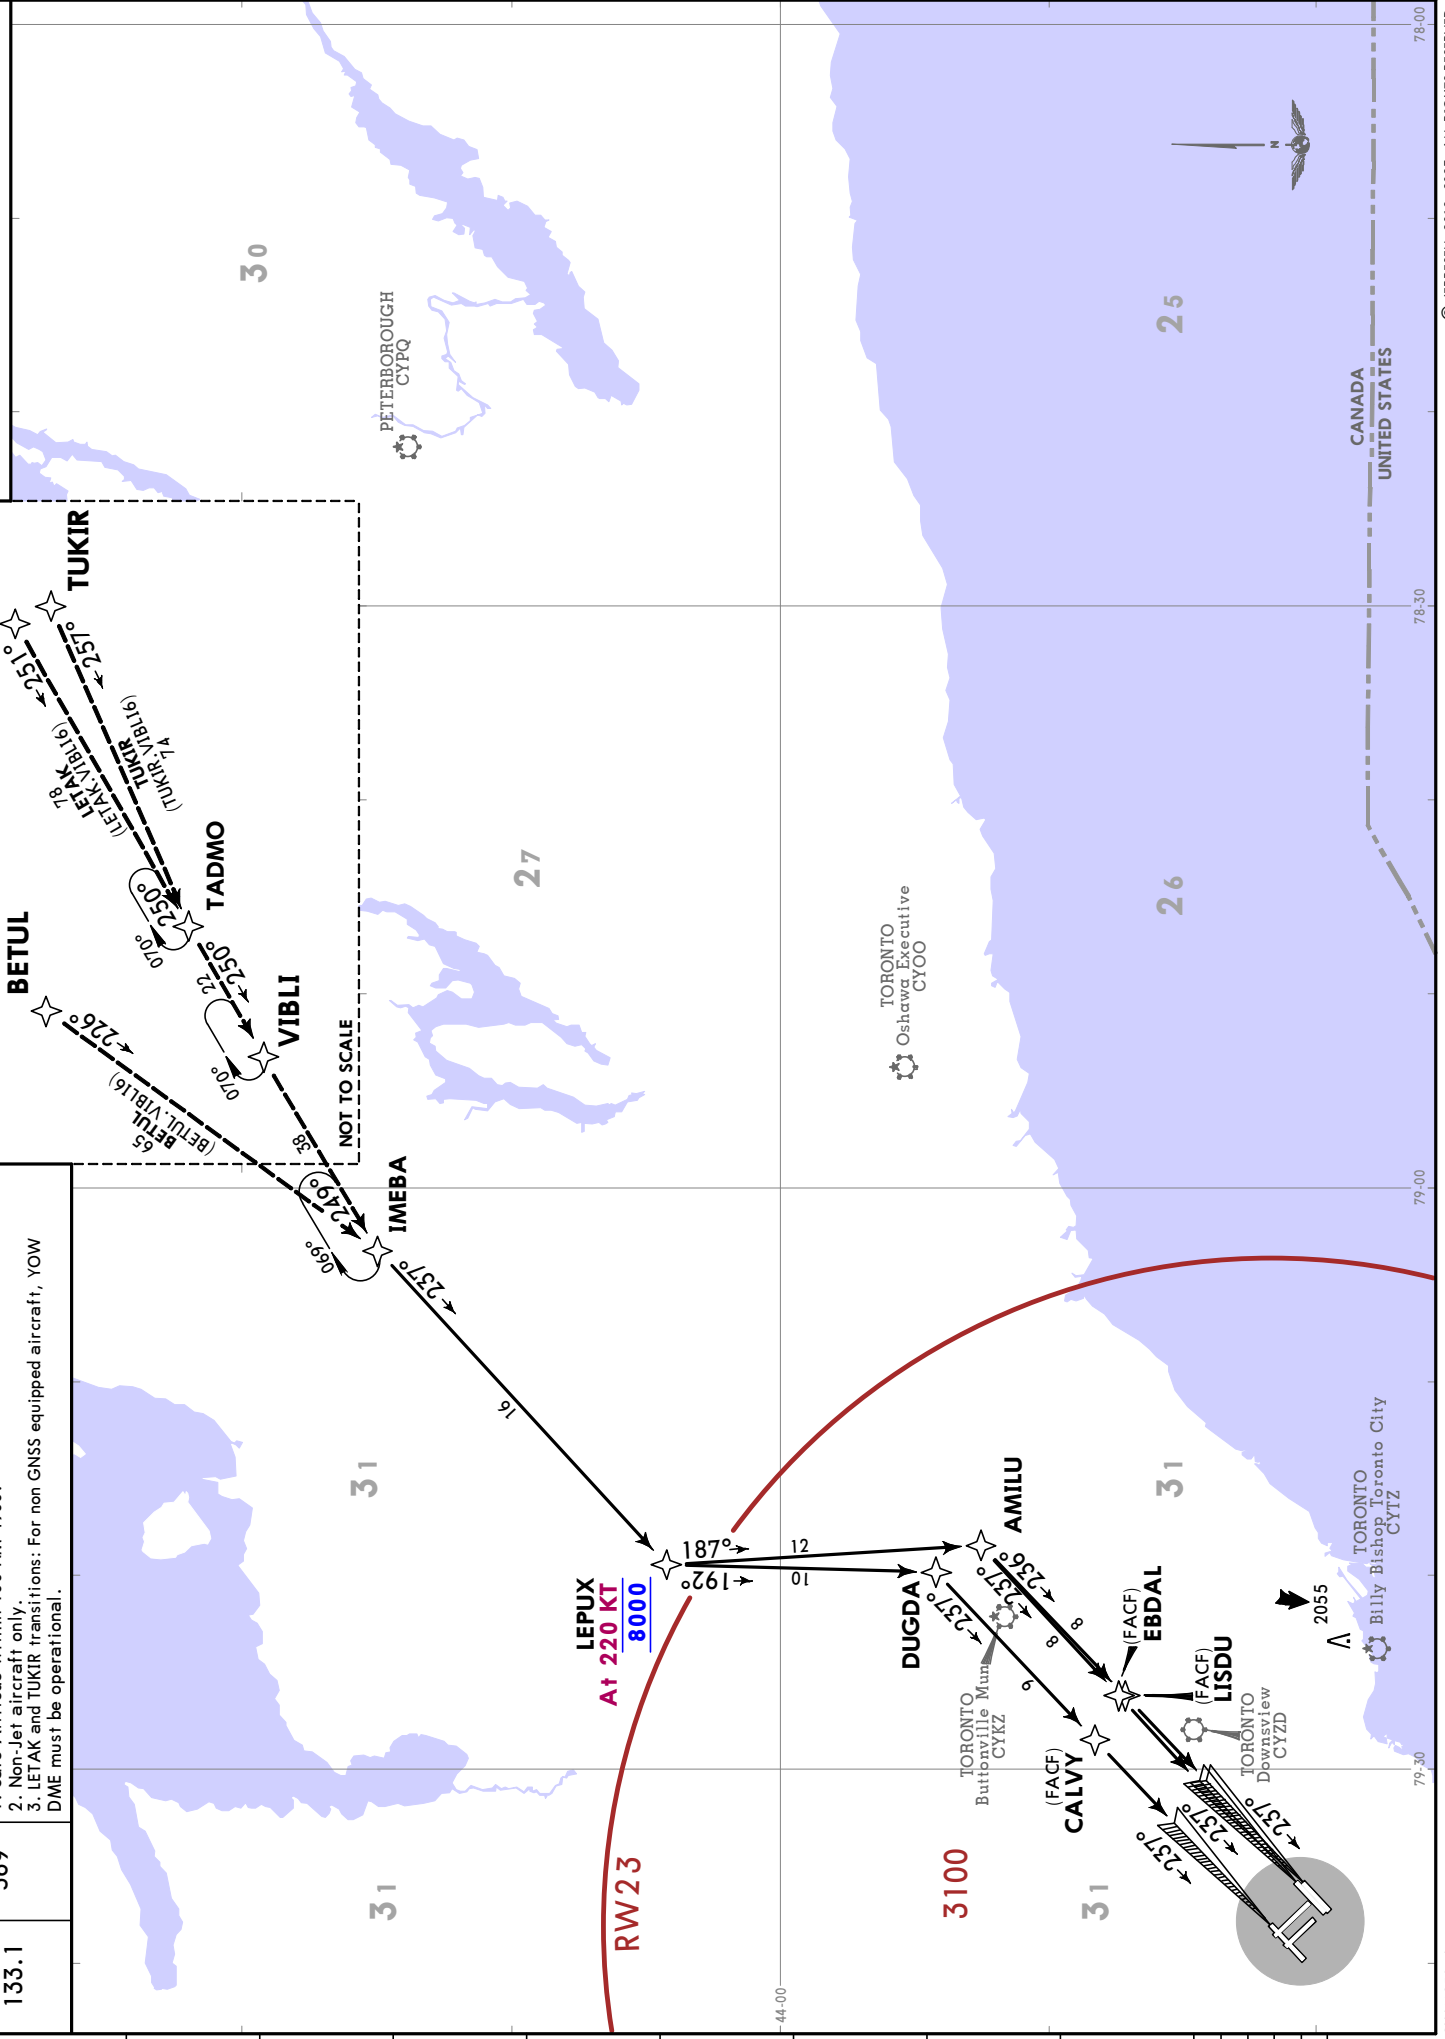 133.1
2. Non-Jet aircraft only.
3. LETAK and TUKIR transitions: For non GNSS equipped aircraft, YOW
DME must be operational.
BETUL
226°
65
BETUL
(BETUL.VIBLI6)
251°
78
LETAK
(LETAK.VIBLI6)
TUKIR
257°
TUKIR
(TUKIR.VIBLI6)
74
TADMO
250°
070°
22
250°
VIBLI
070°
38
NOT TO SCALE
IMEBA
249°
069°
237°
16
LEPUX
At 220 KT
8000
187°
12
192°
10
DUGDA
AMILU
237°
9
237°
8
236°
8
(FACF)
EBDAL
(FACF)
LISDU
(FACF)
CALVY
237°
237°
237°
RW23
3100
31
31
31
31
30
27
26
25
PETERBOROUGH
CYPQ
TORONTO
Oshawa Executive
CYOO
TORONTO
Buttonville Mun
CYKZ
TORONTO
Downsview
CYZD
TORONTO
Billy Bishop Toronto City
CYTZ
2055
CANADA
UNITED STATES
N
44-00
79-30
79-00
78-30
78-00